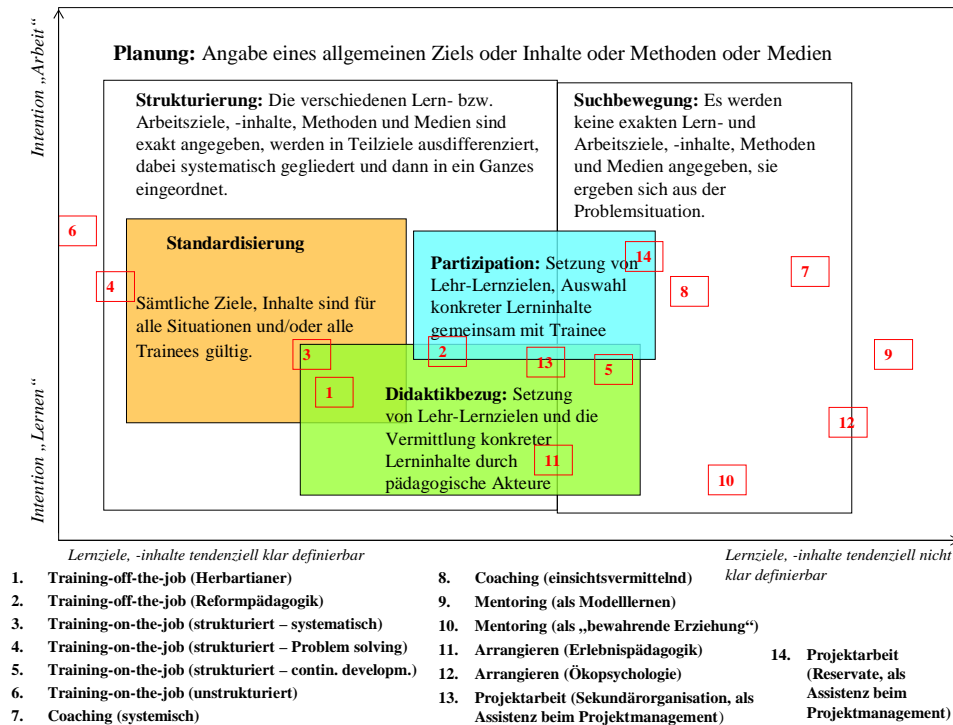 Intention „Arbeit“
Intention „Lernen“
Planung: Angabe eines allgemeinen Ziels oder Inhalte oder Methoden oder Medien
Strukturierung: Die verschiedenen Lern- bzw.
Arbeitsziele, -inhalte, Methoden und Medien sind
exakt angegeben, werden in Teilziele ausdifferenziert,
dabei systematisch gegliedert und dann in ein Ganzes
eingeordnet.
Suchbewegung: Es werden
keine exakten Lern- und
Arbeitsziele, -inhalte, Methoden
und Medien angegeben, sie
ergeben sich aus der
Problemsituation.
6
4
Standardisierung
Sämtliche Ziele, Inhalte sind für
alle Situationen und/oder alle
Trainees gültig.
3
1
Partizipation: Setzung von
Lehr-Lernzielen, Auswahl
konkreter Lerninhalte
gemeinsam mit Trainee
14
2
13
5
8
7
9
12
10
Didaktikbezug: Setzung
von Lehr-Lernzielen und die
Vermittlung konkreter
Lerninhalte durch
pädagogische Akteure
11
Lernziele, -inhalte tendenziell klar definierbar
Lernziele, -inhalte tendenziell nicht
klar definierbar
1. Training-off-the-job (Herbartianer)
2. Training-off-the-job (Reformpädagogik)
3. Training-on-the-job (strukturiert – systematisch)
4. Training-on-the-job (strukturiert – Problem solving)
5. Training-on-the-job (strukturiert – contin. developm.)
6. Training-on-the-job (unstrukturiert)
7. Coaching (systemisch)
8. Coaching (einsichtsvermittelnd)
9. Mentoring (als Modelllernen)
10. Mentoring (als „bewahrende Erziehung“)
11. Arrangieren (Erlebnispädagogik)
12. Arrangieren (Ökopsychologie)
13. Projektarbeit (Sekundärorganisation, als
Assistenz beim Projektmanagement)
14. Projektarbeit
(Reservate, als
Assistenz beim
Projektmanagement)